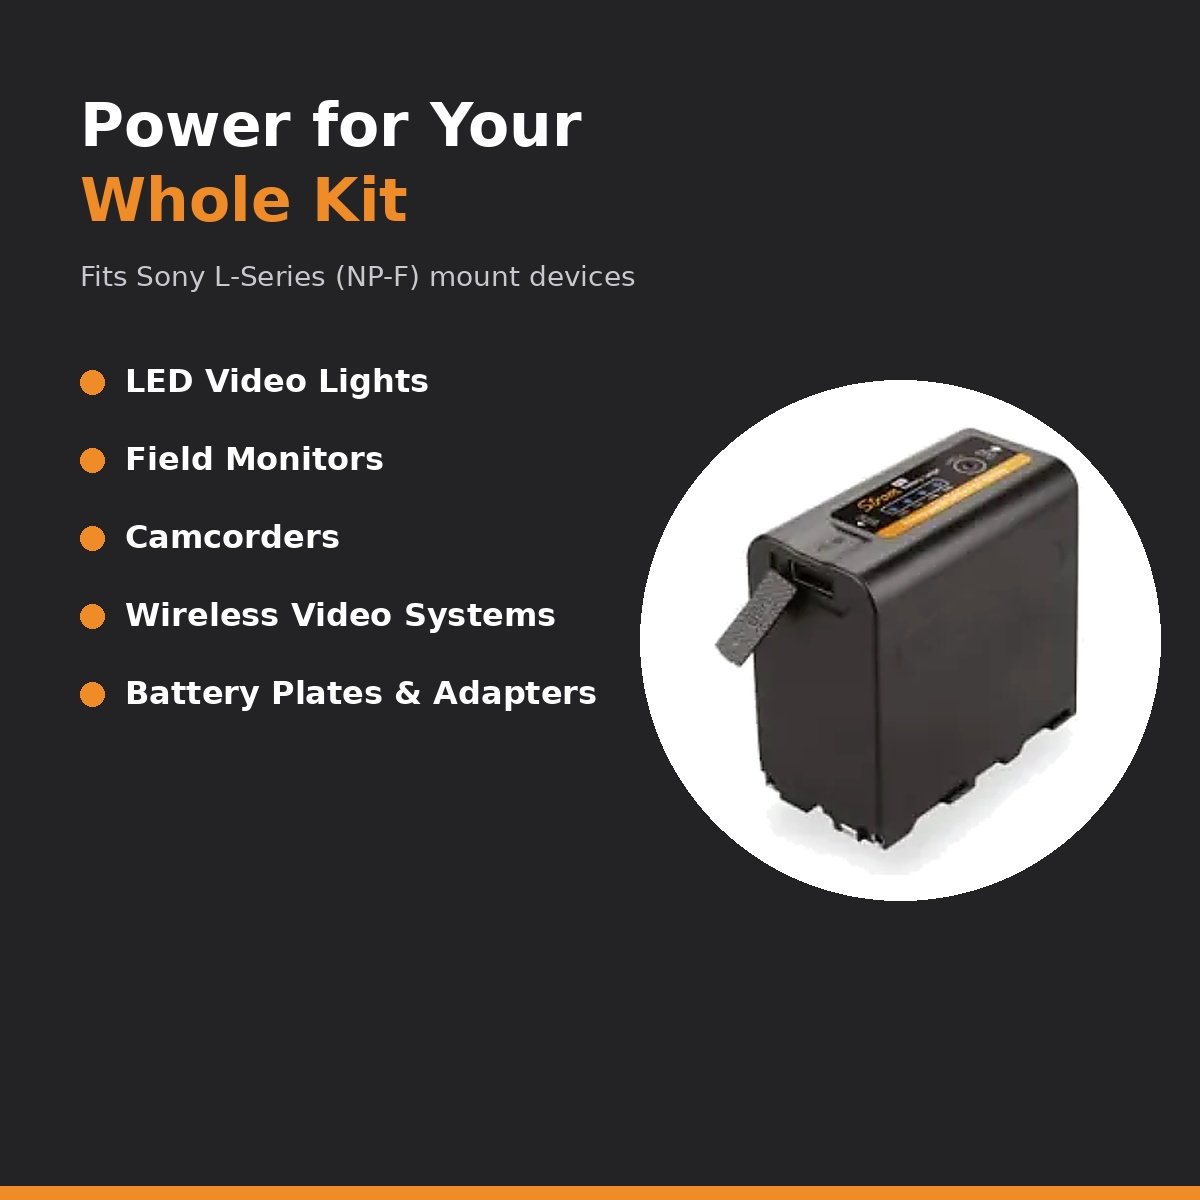 Power for Your
Whole Kit
Fits Sony L-Series (NP-F) mount devices
LED Video Lights
Field Monitors
Camcorders
Wireless Video Systems
Battery Plates & Adapters